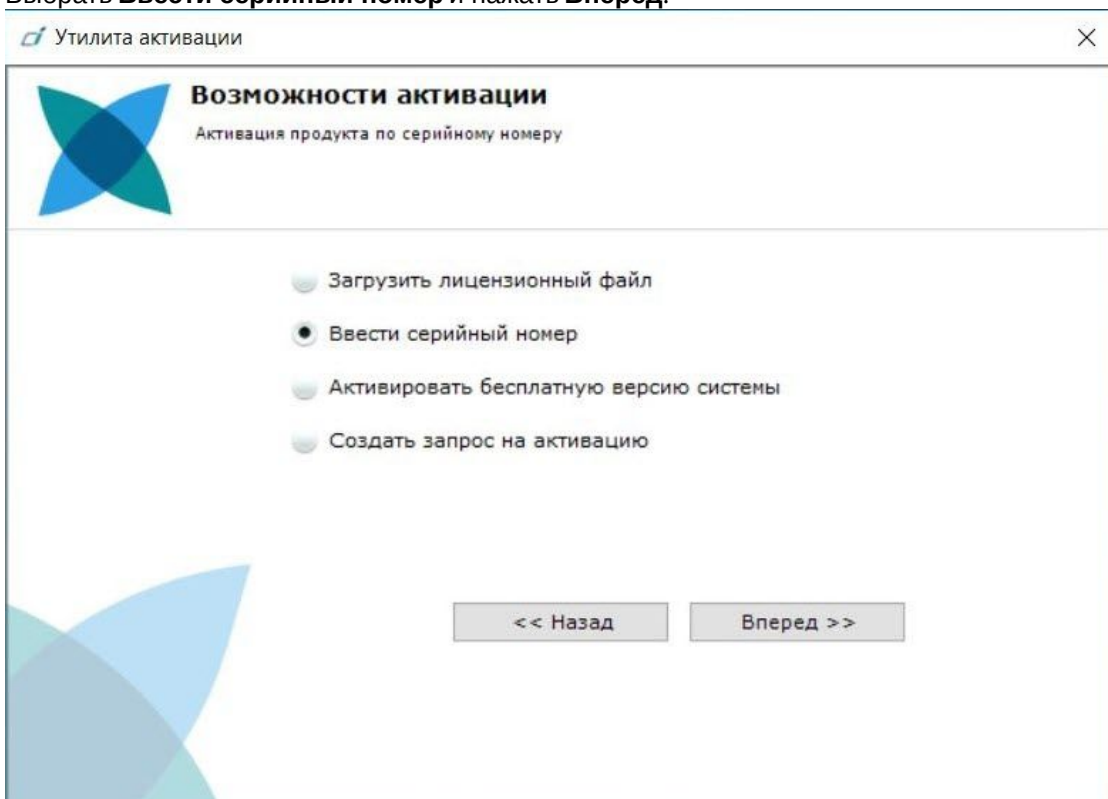 Выбрать Ввести серийный номер и нажать Вперед.
Утилита активации
Возможности активации
Активация продукта по серийному номеру
Загрузить лицензионный файл
Ввести серийный номер
Активировать бесплатную версию системы
Создать запрос на активацию
<< Назад
Вперед >>